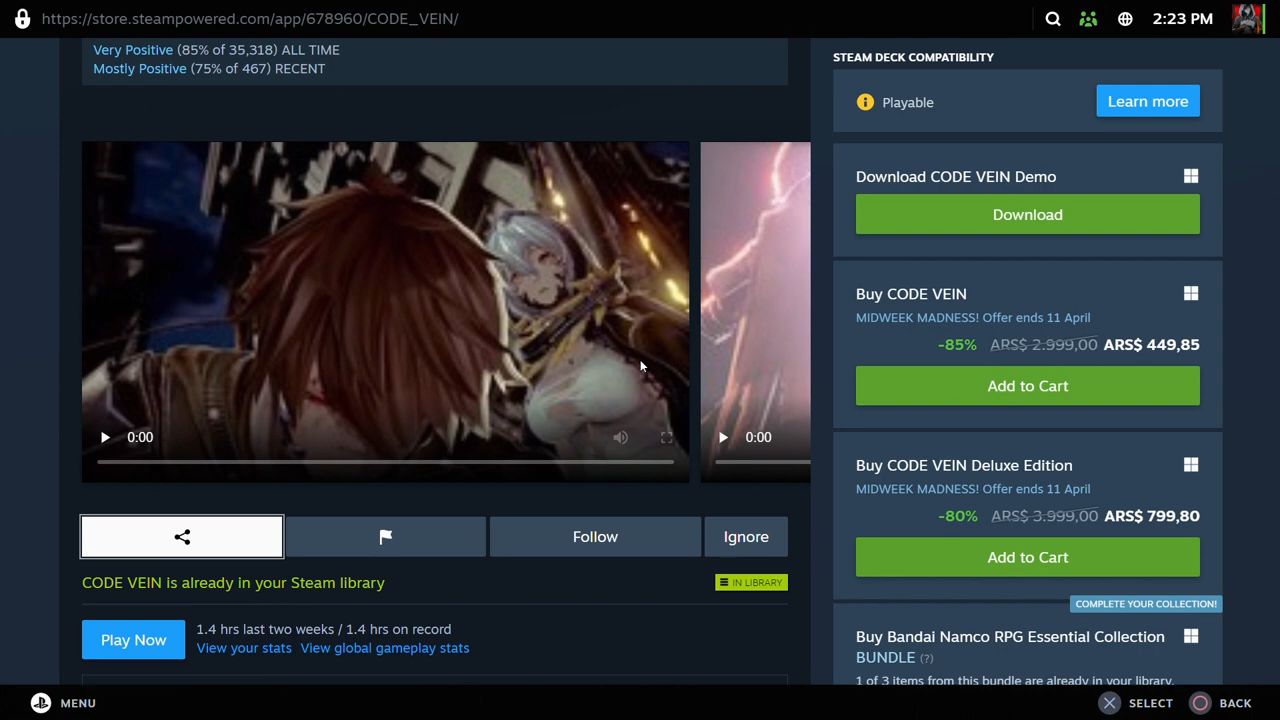 https://store.steampowered.com/app/678960/CODE_VEIN/
2:23 PM
Very Positive (85% of 35,318) ALL TIME
Mostly Positive (75% of 467) RECENT
0:00
0:00
Follow
Ignore
CODE VEIN is already in your Steam library
IN LIBRARY
Play Now
1.4 hrs last two weeks / 1.4 hrs on record
View your stats View global gameplay stats
STEAM DECK COMPATIBILITY
Playable
Learn more
Download CODE VEIN Demo
Download
Buy CODE VEIN
MIDWEEK MADNESS! Offer ends 11 April
-85% ARS$ 2.999,00 ARS$ 449,85
Add to Cart
Buy CODE VEIN Deluxe Edition
MIDWEEK MADNESS! Offer ends 11 April
-80% ARS$ 3.999,00 ARS$ 799,80
Add to Cart
COMPLETE YOUR COLLECTION!
Buy Bandai Namco RPG Essential Collection
BUNDLE (?)
1 of 3 items from this bundle are already in your library.
MENU
SELECT
BACK